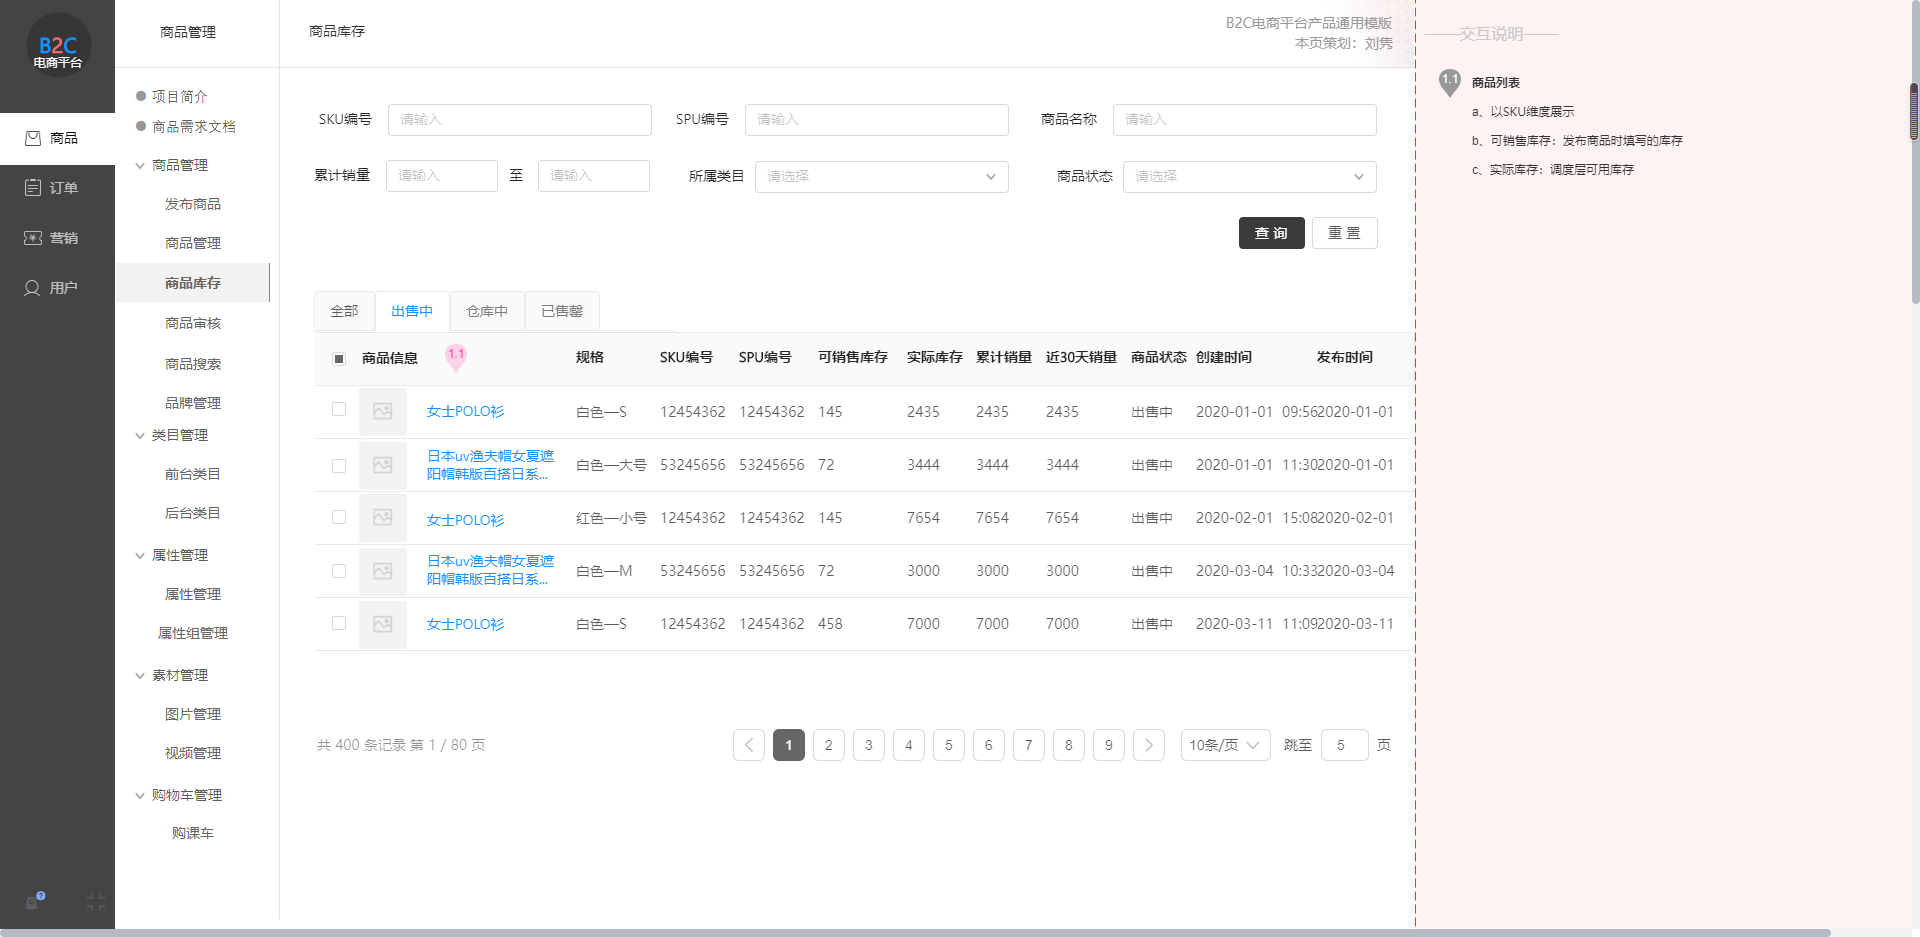 B2C
电商平台
商品
订单
营销
用户
?
商品管理
项目简介
商品需求文档
商品管理
发布商品
商品管理
商品库存
商品审核
商品搜索
品牌管理
类目管理
前台类目
后台类目
属性管理
属性管理
属性组管理
素材管理
图片管理
视频管理
购物车管理
购课车
商品库存
B2C电商平台产品通用模版
本页策划：刘隽
SKU编号 请输入 SPU编号 请输入 商品名称 请输入
累计销量 请输入 至 请输入 所属类目 请选择 商品状态 请选择
查 询 重 置
全部 出售中 仓库中 已售罄
商品信息 1.1 规格 SKU编号 SPU编号 可销售库存 实际库存 累计销量 近30天销量 商品状态 创建时间 发布时间
女士POLO衫 白色—S 12454362 12454362 145 2435 2435 2435 出售中 2020-01-01 09:56 2020-01-01
日本uv渔夫帽女夏遮
阳帽韩版百搭日系... 白色—大号 53245656 53245656 72 3444 3444 3444 出售中 2020-01-01 11:30 2020-01-01
女士POLO衫 红色—小号 12454362 12454362 145 7654 7654 7654 出售中 2020-02-01 15:08 2020-02-01
日本uv渔夫帽女夏遮
阳帽韩版百搭日系... 白色—M 53245656 53245656 72 3000 3000 3000 出售中 2020-03-04 10:33 2020-03-04
女士POLO衫 白色—S 12454362 12454362 458 7000 7000 7000 出售中 2020-03-11 11:09 2020-03-11
共 400 条记录 第 1 / 80 页 1 2 3 4 5 6 7 8 9 10条/页 跳至 5 页
交互说明
1.1 商品列表
a、以SKU维度展示
b、可销售库存：发布商品时填写的库存
c、实际库存：调度层可用库存